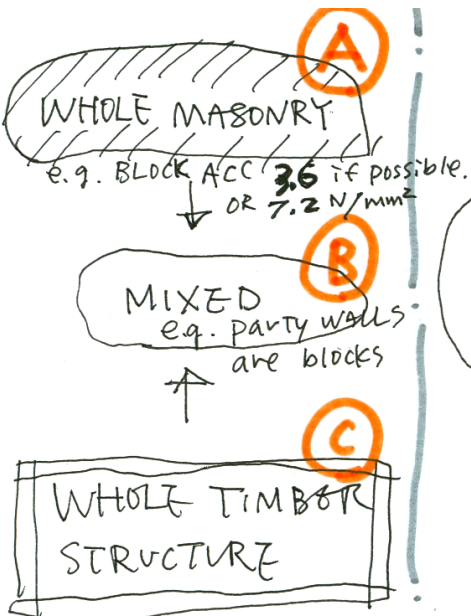 A
WHOLE MASONRY
e.g. BLOCK ACC 3.6 if possible.
OR 7.2 N/mm²
B
MIXED
e.g. party WALLS
are blocks
C
WHOLE TIMBER
STRUCTURE